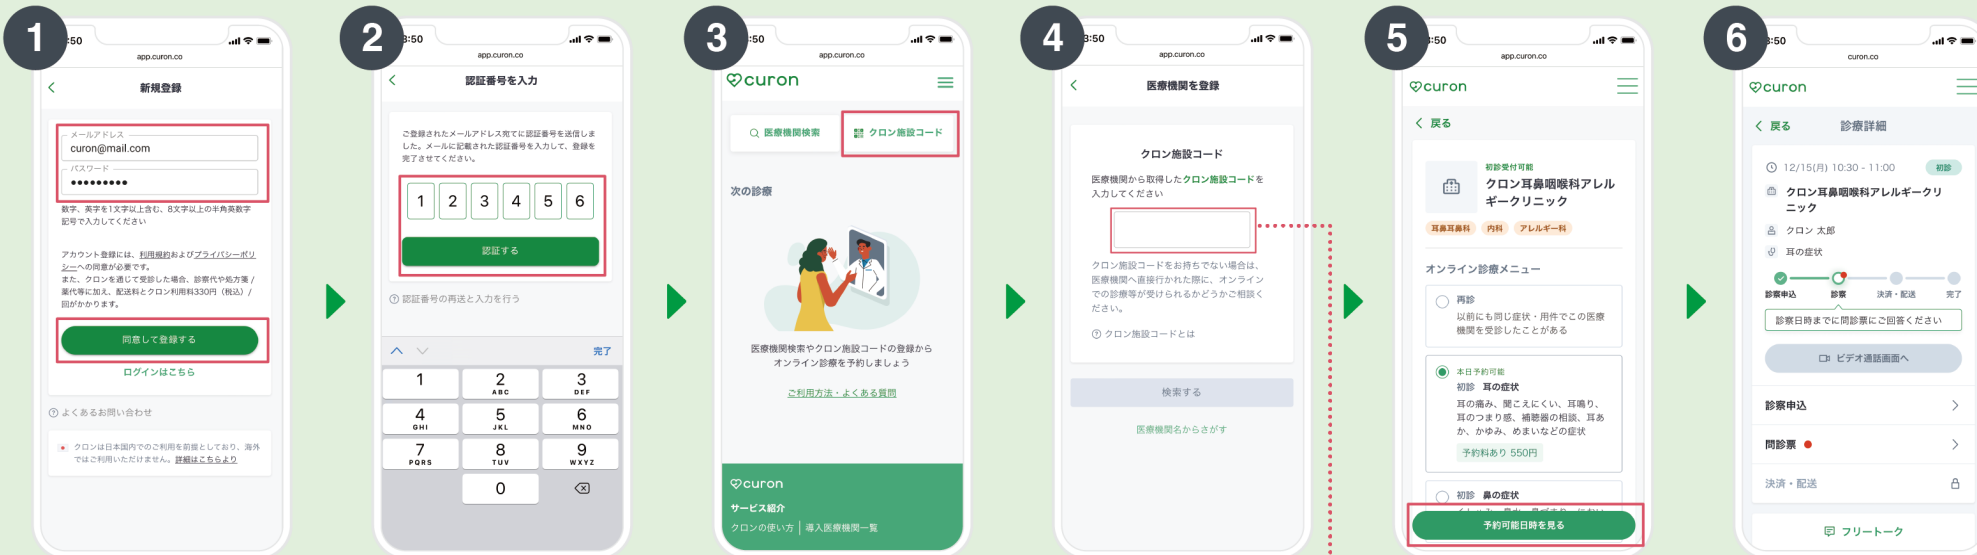 1
:50
app.curon.co
新規登録
メールアドレス
curon@mail.com
パスワード
●●●●●●●●●
数字、英字を1文字以上含む、8文字以上の半角英数字
記号で入力してください
アカウント登録には、利用規約およびプライバシーポリ
シーへの同意が必要です。
また、クロンを通じて受診した場合、診察代や処方箋 /
薬代等に加え、配送料とクロン利用料330円（税込）/
回がかかります。
同意して登録する
ログインはこちら
よくあるお問い合わせ
クロンは日本国内でのご利用を前提としており、海外
ではご利用いただけません。詳細はこちらより
2
3:50
app.curon.co
認証番号を入力
ご登録されたメールアドレス宛てに認証番号を送信しま
した。メールに記載された認証番号を入力して、登録を
完了させてください。
1 2 3 4 5 6
認証する
認証番号の再送と入力を行う
完了
1 2 3
ABC DEF
4 5 6
GHI JKL MNO
7 8 9
PQRS TUV WXYZ
0
3
:50
app.curon.co
curon
医療機関検索 クロン施設コード
次の診療
医療機関検索やクロン施設コードの登録から
オンライン診療を予約しましょう
ご利用方法・よくある質問
curon
サービス紹介
クロンの使い方 | 導入医療機関一覧
4
3:50
app.curon.co
医療機関を登録
クロン施設コード
医療機関から取得したクロン施設コードを
入力してください
クロン施設コードをお持ちでない場合は、
医療機関へ直接行かれた際に、オンライン
での診療等が受けられるかどうかご相談く
ださい。
クロン施設コードとは
検索する
医療機関名からさがす
5
:50
app.curon.co
curon
戻る
初診受付可能
クロン耳鼻咽喉科アレル
ギークリニック
耳鼻耳鼻科 内科 アレルギー科
オンライン診療メニュー
再診
以前にも同じ症状・用件でこの医療
機関を受診したことがある
本日予約可能
初診 耳の症状
耳の痛み、聞こえにくい、耳鳴り、
耳のつまり感、補聴器の相談、耳あ
か、かゆみ、めまいなどの症状
予約料あり 550円
初診 鼻の症状
予約可能日時を見る
6
:50
curon.co
curon
戻る 診療詳細
12/15(月) 10:30 - 11:00 初診
クロン耳鼻咽喉科アレルギークリ
ニック
クロン 太郎
耳の症状
診察申込 診察 決済・配送 完了
診察日時までに問診票にご回答ください
ビデオ通話画面へ
診察申込
問診票
決済・配送
フリートーク